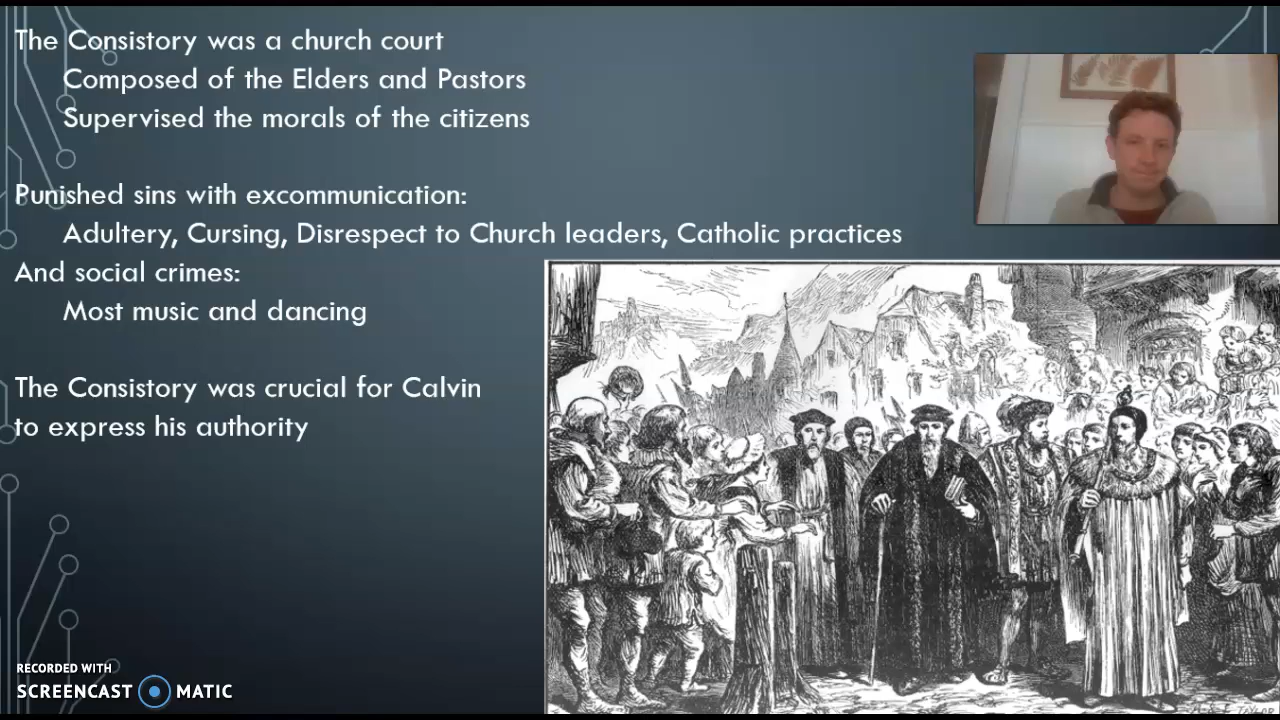 The Consistory was a church court
Composed of the Elders and Pastors
Supervised the morals of the citizens
Punished sins with excommunication:
Adultery, Cursing, Disrespect to Church leaders, Catholic practices
And social crimes:
Most music and dancing
The Consistory was crucial for Calvin
to express his authority
RECORDED WITH
SCREENCAST MATIC